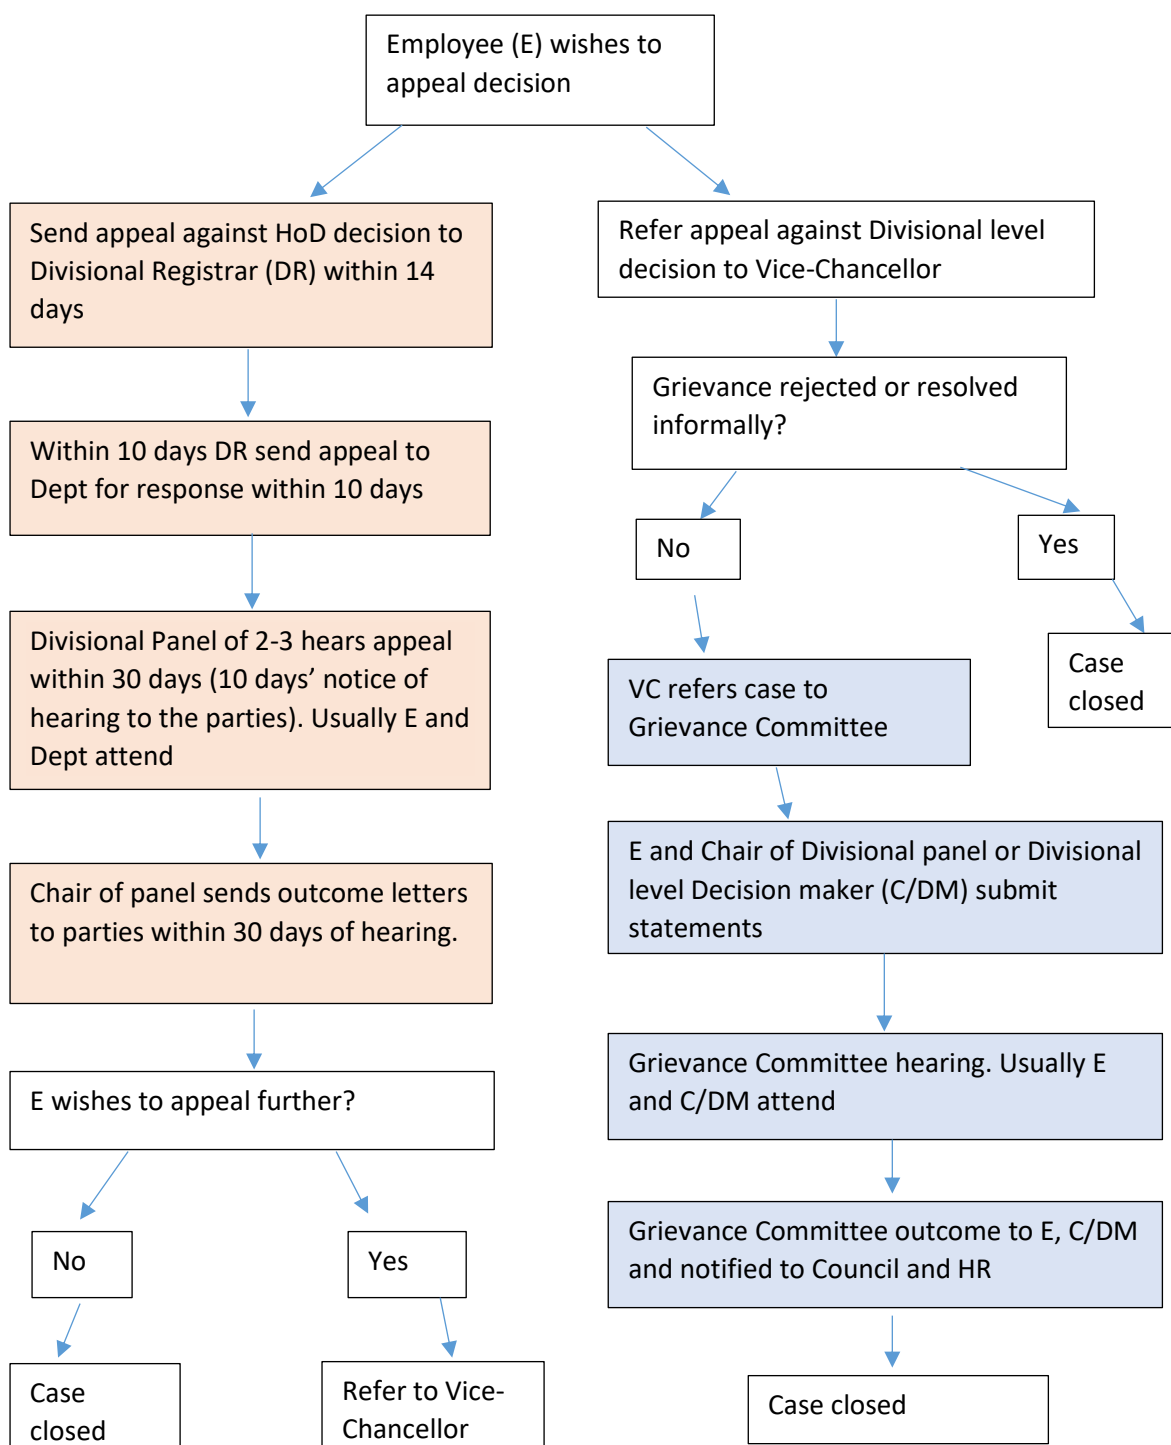 Employee (E) wishes to
appeal decision
Send appeal against HoD decision to
Divisional Registrar (DR) within 14
days
Within 10 days DR send appeal to
Dept for response within 10 days
Divisional Panel of 2-3 hears appeal
within 30 days (10 days’ notice of
hearing to the parties). Usually E and
Dept attend
Chair of panel sends outcome letters
to parties within 30 days of hearing.
E wishes to appeal further?
No
Yes
Case
closed
Refer to Vice-
Chancellor
Refer appeal against Divisional level
decision to Vice-Chancellor
Grievance rejected or resolved
informally?
No
Yes
Case
closed
VC refers case to
Grievance Committee
E and Chair of Divisional panel or Divisional
level Decision maker (C/DM) submit
statements
Grievance Committee hearing. Usually E
and C/DM attend
Grievance Committee outcome to E, C/DM
and notified to Council and HR
Case closed